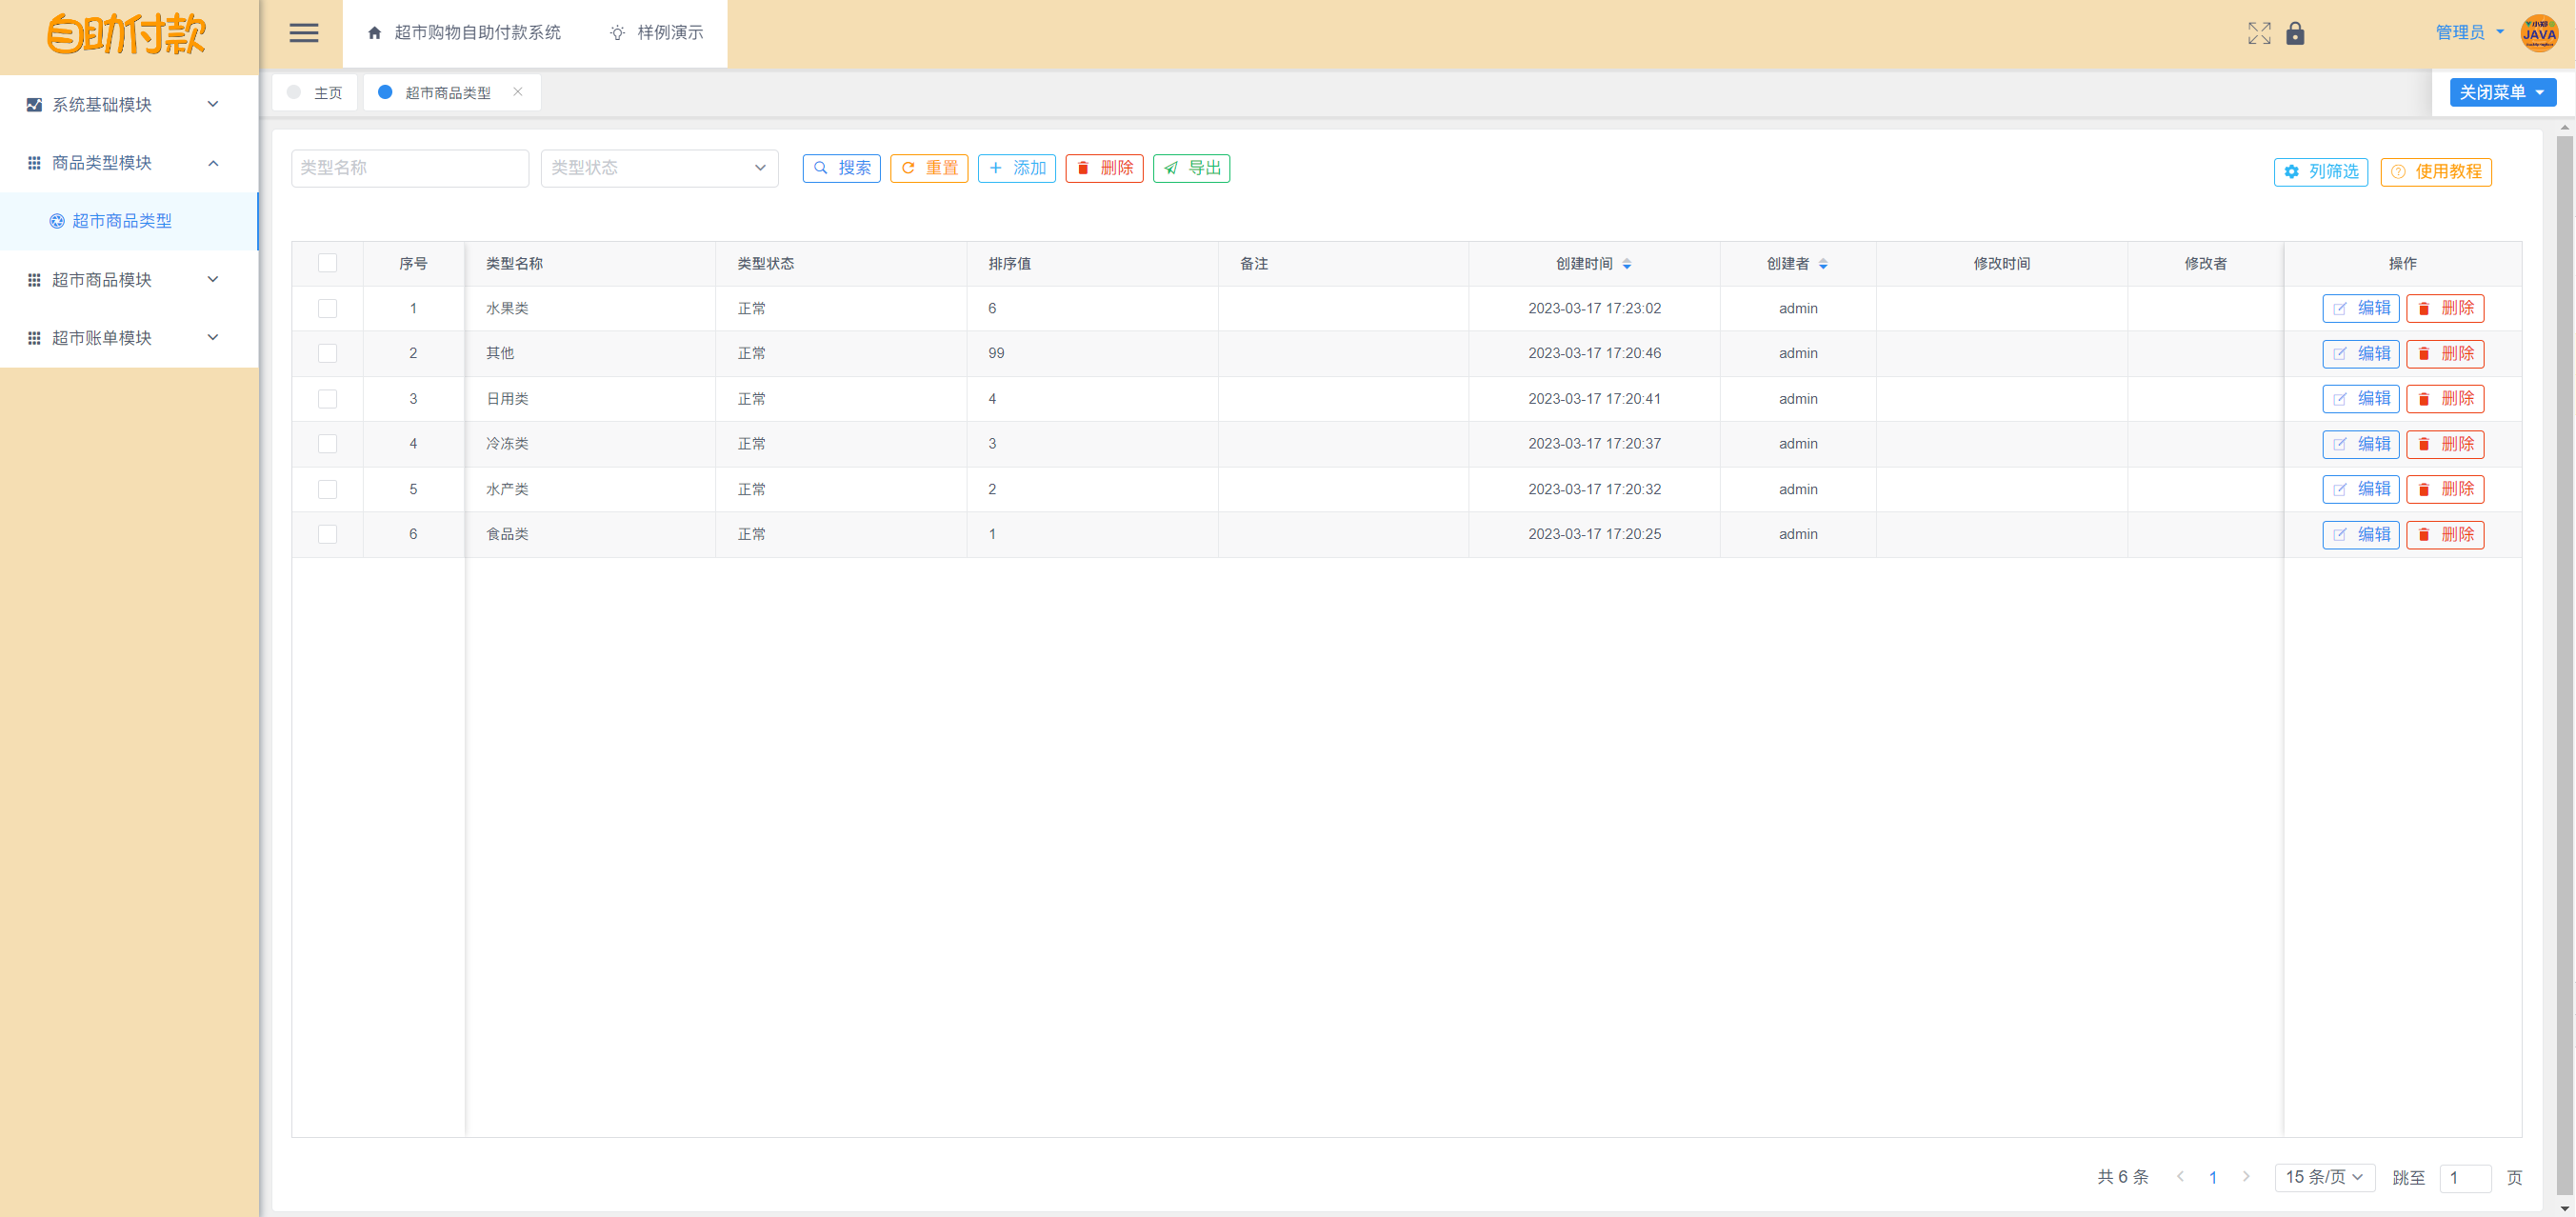 自助付款
超市购物自助付款系统 样例演示
管理员
小郑
JAVA
主页 超市商品类型
关闭菜单
系统基础模块
商品类型模块
超市商品类型
超市商品模块
超市账单模块
类型名称 类型状态 搜索 重置 添加 删除 导出 列筛选 使用教程
序号 类型名称 类型状态 排序值 备注 创建时间 创建者 修改时间 修改者 操作
1 水果类 正常 6 2023-03-17 17:23:02 admin 编辑 删除
2 其他 正常 99 2023-03-17 17:20:46 admin 编辑 删除
3 日用类 正常 4 2023-03-17 17:20:41 admin 编辑 删除
4 冷冻类 正常 3 2023-03-17 17:20:37 admin 编辑 删除
5 水产类 正常 2 2023-03-17 17:20:32 admin 编辑 删除
6 食品类 正常 1 2023-03-17 17:20:25 admin 编辑 删除
共 6 条 1 15 条/页 跳至 1 页